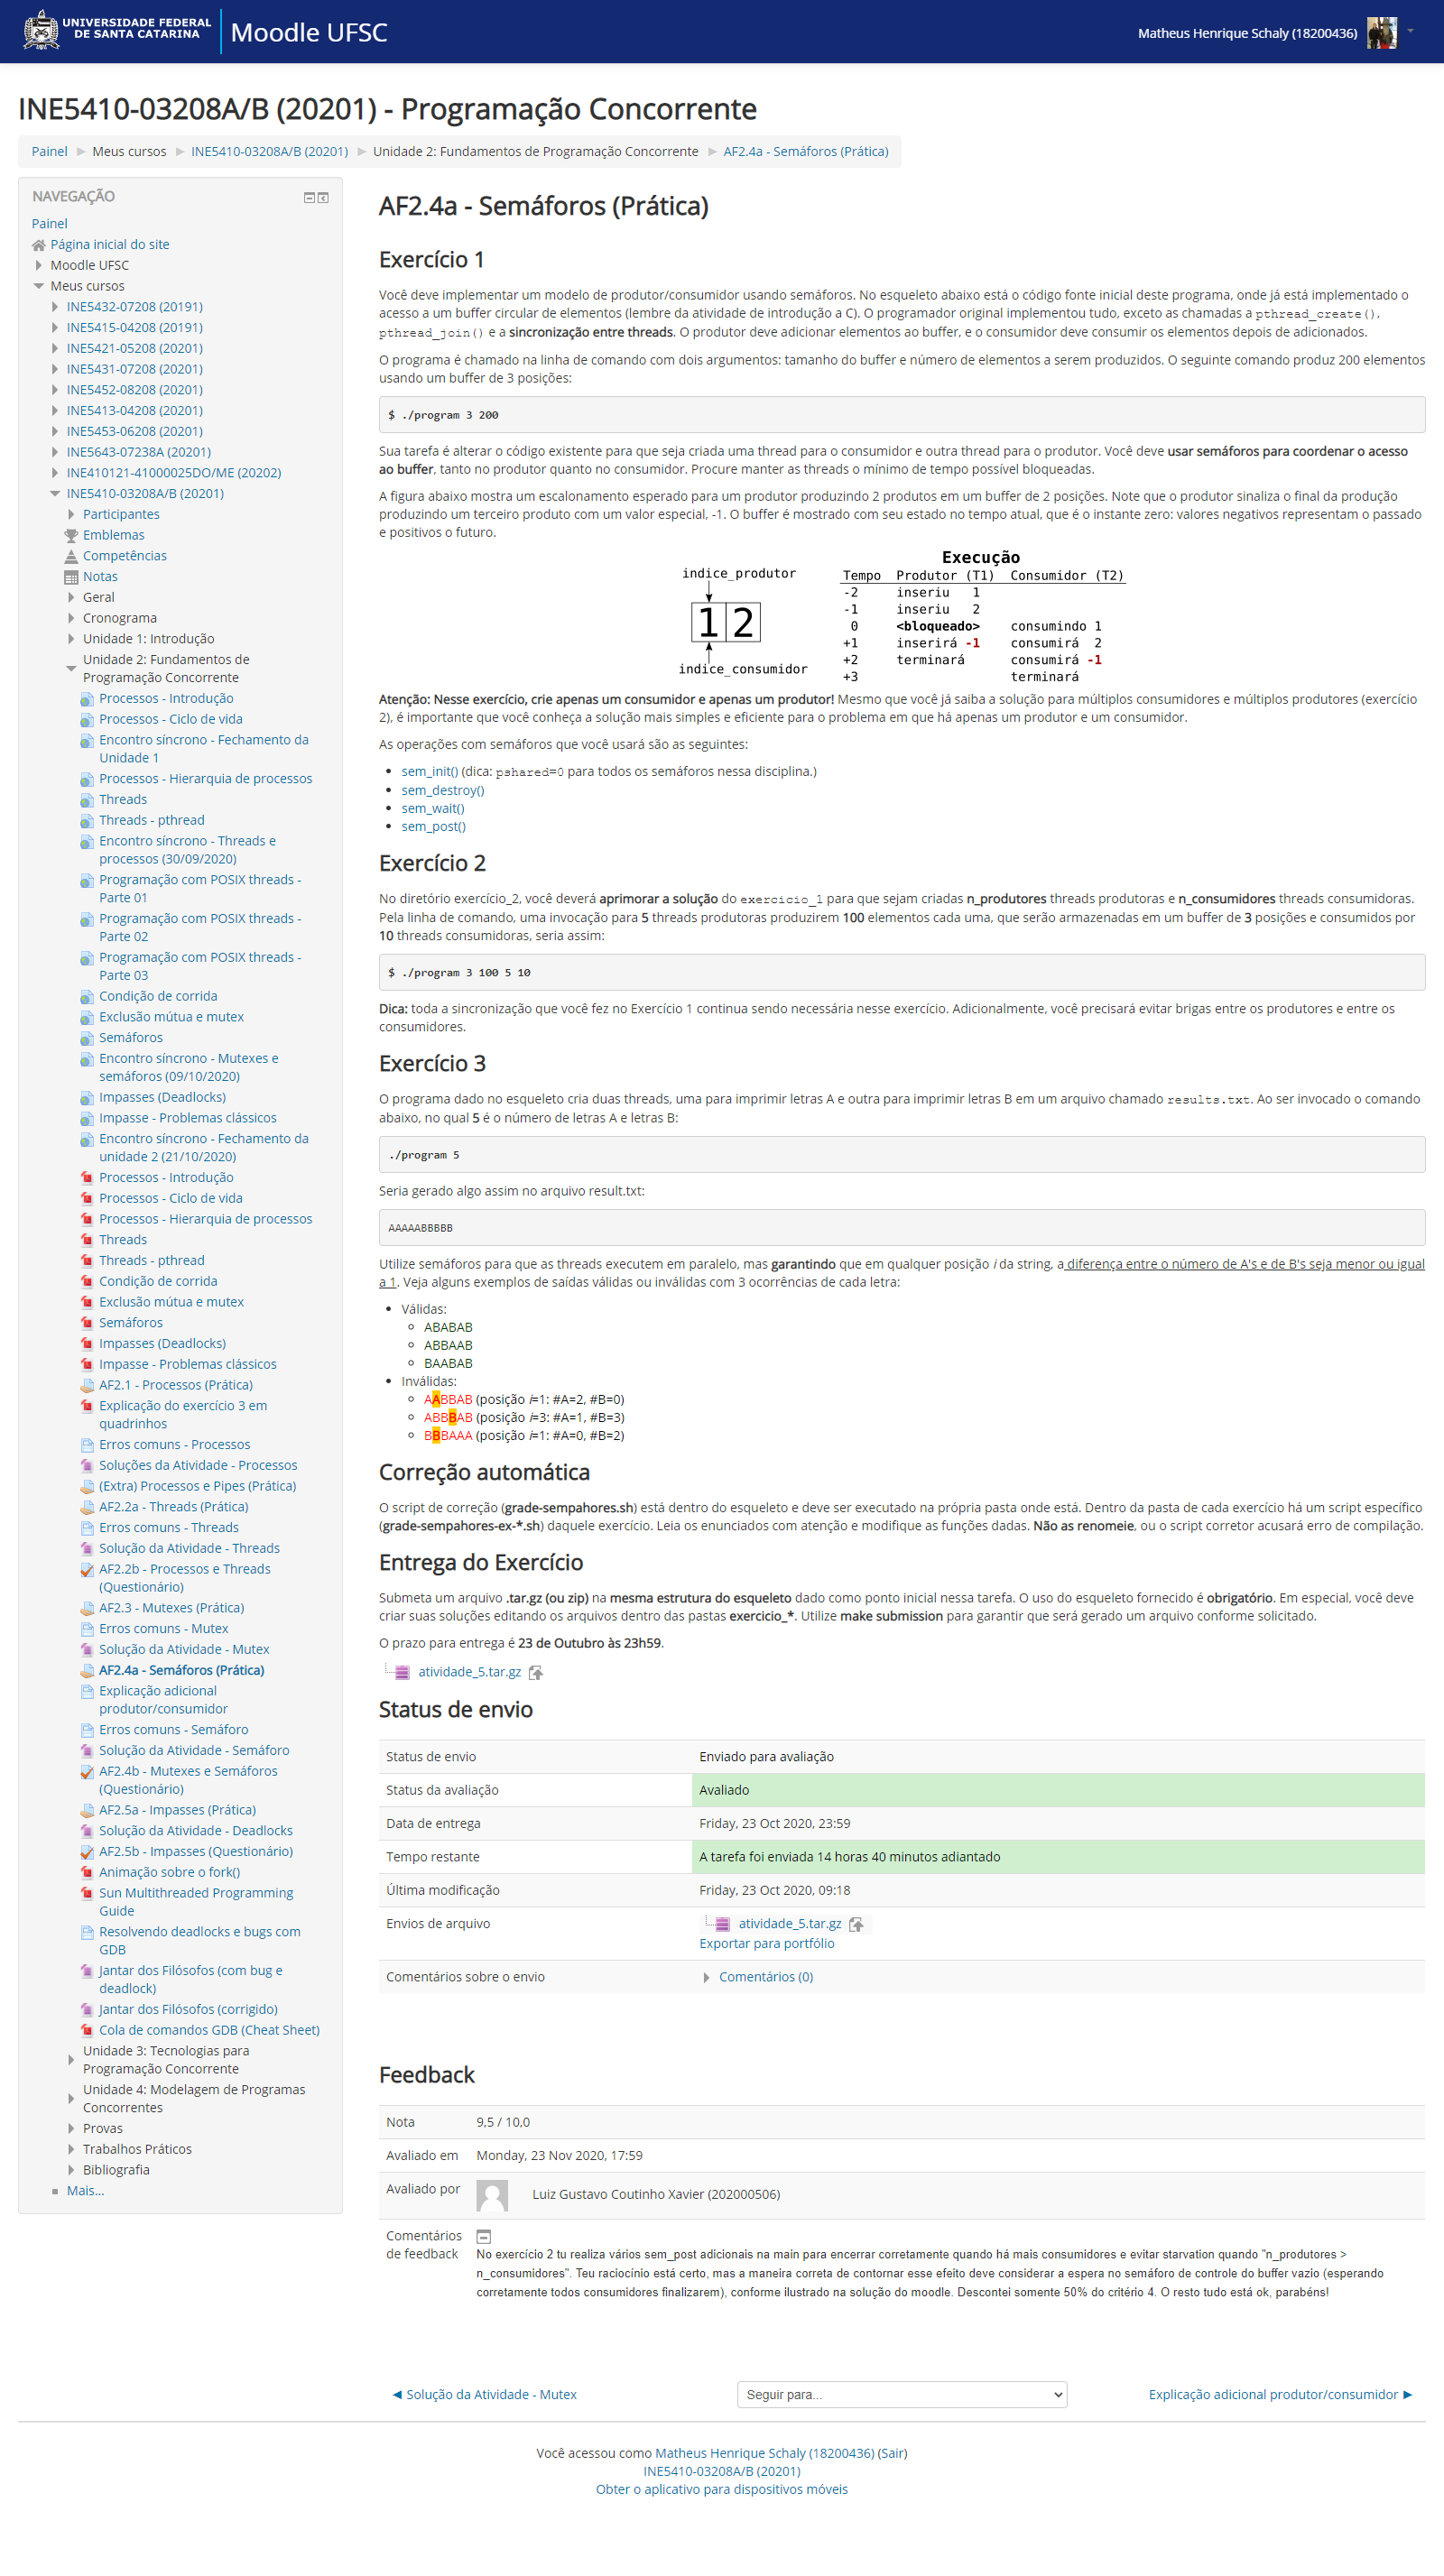 UNIVERSIDADE FEDERAL
DE SANTA CATARINA
Moodle UFSC
Matheus Henrique Schaly (18200436)
INE5410-03208A/B (20201) - Programação Concorrente
Painel ► Meus cursos ► INE5410-03208A/B (20201) ► Unidade 2: Fundamentos de Programação Concorrente ► AF2.4a - Semáforos (Prática)
NAVEGAÇÃO
Painel
Página inicial do site
Moodle UFSC
Meus cursos
INE5432-07208 (20191)
INE5415-04208 (20191)
INE5421-05208 (20201)
INE5431-07208 (20201)
INE5452-08208 (20201)
INE5413-04208 (20201)
INE5453-06208 (20201)
INE5643-07238A (20201)
INE410121-41000025DO/ME (20202)
INE5410-03208A/B (20201)
Participantes
Emblemas
Competências
Notas
Geral
Cronograma
Unidade 1: Introdução
Unidade 2: Fundamentos de
Programação Concorrente
Processos - Introdução
Processos - Ciclo de vida
Encontro síncrono - Fechamento da
Unidade 1
Processos - Hierarquia de processos
Threads
Threads - pthread
Encontro síncrono - Threads e
processos (30/09/2020)
Programação com POSIX threads -
Parte 01
Programação com POSIX threads -
Parte 02
Programação com POSIX threads -
Parte 03
Condição de corrida
Exclusão mútua e mutex
Semáforos
Encontro síncrono - Mutexes e
semáforos (09/10/2020)
Impasses (Deadlocks)
Impasse - Problemas clássicos
Encontro síncrono - Fechamento da
unidade 2 (21/10/2020)
Processos - Introdução
Processos - Ciclo de vida
Processos - Hierarquia de processos
Threads
Threads - pthread
Condição de corrida
Exclusão mútua e mutex
Semáforos
Impasses (Deadlocks)
Impasse - Problemas clássicos
AF2.1 - Processos (Prática)
Explicação do exercício 3 em
quadrinhos
Erros comuns - Processos
Soluções da Atividade - Processos
(Extra) Processos e Pipes (Prática)
AF2.2a - Threads (Prática)
Erros comuns - Threads
Solução da Atividade - Threads
AF2.2b - Processos e Threads
(Questionário)
AF2.3 - Mutexes (Prática)
Erros comuns - Mutex
Solução da Atividade - Mutex
AF2.4a - Semáforos (Prática)
Explicação adicional
produtor/consumidor
Erros comuns - Semáforo
Solução da Atividade - Semáforo
AF2.4b - Mutexes e Semáforos
(Questionário)
AF2.5a - Impasses (Prática)
Solução da Atividade - Deadlocks
AF2.5b - Impasses (Questionário)
Animação sobre o fork()
Sun Multithreaded Programming
Guide
Resolvendo deadlocks e bugs com
GDB
Jantar dos Filósofos (com bug e
deadlock)
Jantar dos Filósofos (corrigido)
Cola de comandos GDB (Cheat Sheet)
Unidade 3: Tecnologias para
Programação Concorrente
Unidade 4: Modelagem de Programas
Concorrentes
Provas
Trabalhos Práticos
Bibliografia
Mais...
AF2.4a - Semáforos (Prática)
Exercício 1
Você deve implementar um modelo de produtor/consumidor usando semáforos. No esqueleto abaixo está o código fonte inicial deste programa, onde já está implementado o
acesso a um buffer circular de elementos (lembre da atividade de introdução a C). O programador original implementou tudo, exceto as chamadas a pthread_create(),
pthread_join() e a sincronização entre threads. O produtor deve adicionar elementos ao buffer, e o consumidor deve consumir os elementos depois de adicionados.
O programa é chamado na linha de comando com dois argumentos: tamanho do buffer e número de elementos a serem produzidos. O seguinte comando produz 200 elementos
usando um buffer de 3 posições:
$ ./program 3 200
Sua tarefa é alterar o código existente para que seja criada uma thread para o consumidor e outra thread para o produtor. Você deve usar semáforos para coordenar o acesso
ao buffer, tanto no produtor quanto no consumidor. Procure manter as threads o mínimo de tempo possível bloqueadas.
A figura abaixo mostra um escalonamento esperado para um produtor produzindo 2 produtos em um buffer de 2 posições. Note que o produtor sinaliza o final da produção
produzindo um terceiro produto com um valor especial, -1. O buffer é mostrado com seu estado no tempo atual, que é o instante zero: valores negativos representam o passado
e positivos o futuro.
indice_produtor
1 2
indice_consumidor
Execução
Tempo Produtor (T1) Consumidor (T2)
-2 inseriu 1
-1 inseriu 2
0 <bloqueado> consumindo 1
+1 inserirá -1 consumirá 2
+2 terminará consumirá -1
+3 terminará
Atenção: Nesse exercício, crie apenas um consumidor e apenas um produtor! Mesmo que você já saiba a solução para múltiplos consumidores e múltiplos produtores (exercício
2), é importante que você conheça a solução mais simples e eficiente para o problema em que há apenas um produtor e um consumidor.
As operações com semáforos que você usará são as seguintes:
sem_init() (dica: pshared=0 para todos os semáforos nessa disciplina.)
sem_destroy()
sem_wait()
sem_post()
Exercício 2
No diretório exercício_2, você deverá aprimorar a solução do exercicio_1 para que sejam criadas n_produtores threads produtoras e n_consumidores threads consumidoras.
Pela linha de comando, uma invocação para 5 threads produtoras produzirem 100 elementos cada uma, que serão armazenadas em um buffer de 3 posições e consumidos por
10 threads consumidoras, seria assim:
$ ./program 3 100 5 10
Dica: toda a sincronização que você fez no Exercício 1 continua sendo necessária nesse exercício. Adicionalmente, você precisará evitar brigas entre os produtores e entre os
consumidores.
Exercício 3
O programa dado no esqueleto cria duas threads, uma para imprimir letras A e outra para imprimir letras B em um arquivo chamado results.txt. Ao ser invocado o comando
abaixo, no qual 5 é o número de letras A e letras B:
./program 5
Seria gerado algo assim no arquivo result.txt:
AAAAABBBBB
Utilize semáforos para que as threads executem em paralelo, mas garantindo que em qualquer posição i da string, a diferença entre o número de A's e de B's seja menor ou igual
a 1. Veja alguns exemplos de saídas válidas ou inválidas com 3 ocorrências de cada letra:
Válidas:
ABABAB
ABBAAB
BAABAB
Inválidas:
AABBAB (posição i=1: #A=2, #B=0)
ABBBAB (posição i=3: #A=1, #B=3)
BBBAAA (posição i=1: #A=0, #B=2)
Correção automática
O script de correção (grade-sempahores.sh) está dentro do esqueleto e deve ser executado na própria pasta onde está. Dentro da pasta de cada exercício há um script específico
(grade-sempahores-ex-*.sh) daquele exercício. Leia os enunciados com atenção e modifique as funções dadas. Não as renomeie, ou o script corretor acusará erro de compilação.
Entrega do Exercício
Submeta um arquivo .tar.gz (ou zip) na mesma estrutura do esqueleto dado como ponto inicial nessa tarefa. O uso do esqueleto fornecido é obrigatório. Em especial, você deve
criar suas soluções editando os arquivos dentro das pastas exercicio_*. Utilize make submission para garantir que será gerado um arquivo conforme solicitado.
O prazo para entrega é 23 de Outubro às 23h59.
atividade_5.tar.gz
Status de envio
Status de envio Enviado para avaliação
Status da avaliação Avaliado
Data de entrega Friday, 23 Oct 2020, 23:59
Tempo restante A tarefa foi enviada 14 horas 40 minutos adiantado
Última modificação Friday, 23 Oct 2020, 09:18
Envios de arquivo atividade_5.tar.gz
Exportar para portfólio
Comentários sobre o envio Comentários (0)
Feedback
Nota 9,5 / 10,0
Avaliado em Monday, 23 Nov 2020, 17:59
Avaliado por Luiz Gustavo Coutinho Xavier (202000506)
Comentários
de feedback
No exercício 2 tu realiza vários sem_post adicionais na main para encerrar corretamente quando há mais consumidores e evitar starvation quando "n_produtores >
n_consumidores". Teu raciocínio está certo, mas a maneira correta de contornar esse efeito deve considerar a espera no semáforo de controle do buffer vazio (esperando
corretamente todos consumidores finalizarem), conforme ilustrado na solução do moodle. Descontei somente 50% do critério 4. O resto tudo está ok, parabéns!
◄ Solução da Atividade - Mutex
Seguir para...
Explicação adicional produtor/consumidor ►
Você acessou como Matheus Henrique Schaly (18200436) (Sair)
INE5410-03208A/B (20201)
Obter o aplicativo para dispositivos móveis